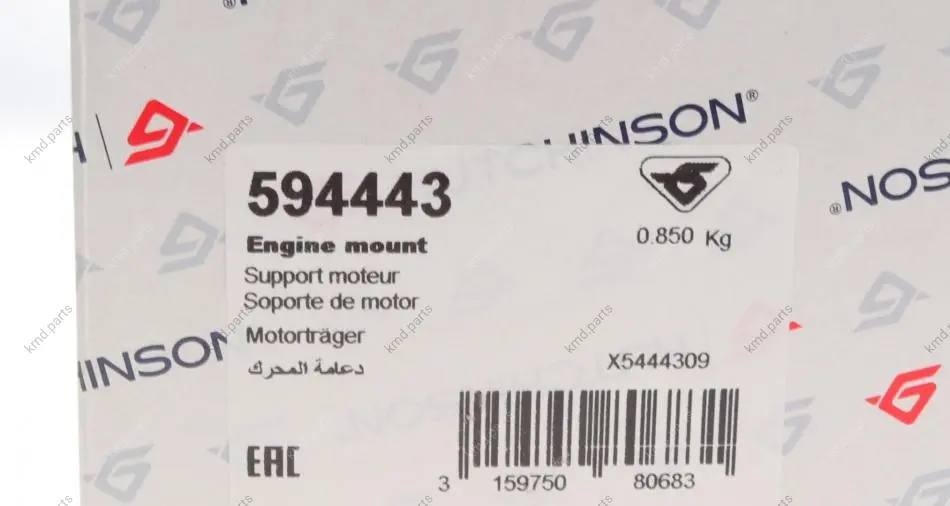 HUTCHINSON®
594443
0.850 Kg
Engine mount
Support moteur
Soporte de motor
Motorträger
دعامة المحرك
X5444309
EAC
3 159750 80683
kmd.parts